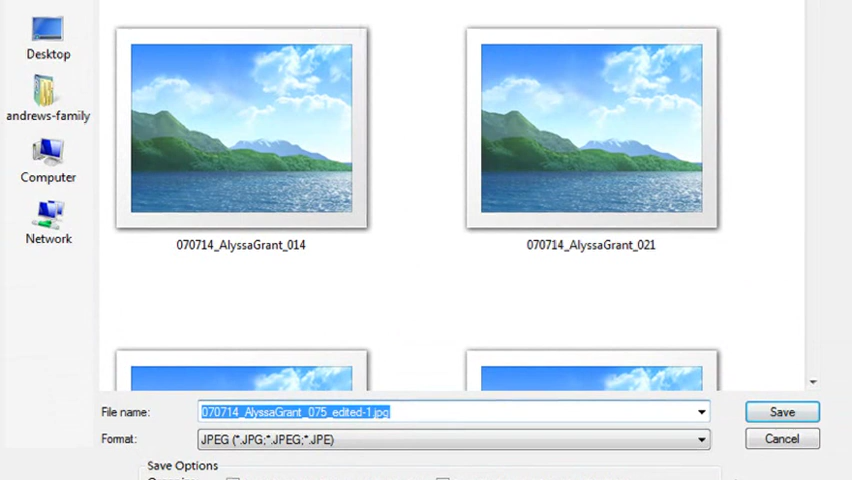 Desktop
andrews-family
Computer
Network
070714_AlyssaGrant_014
070714_AlyssaGrant_021
File name:
070714_AlyssaGrant_075_edited-1.jpg
Save
Format:
JPEG (*.JPG;*.JPEG;*.JPE)
Cancel
Save Options